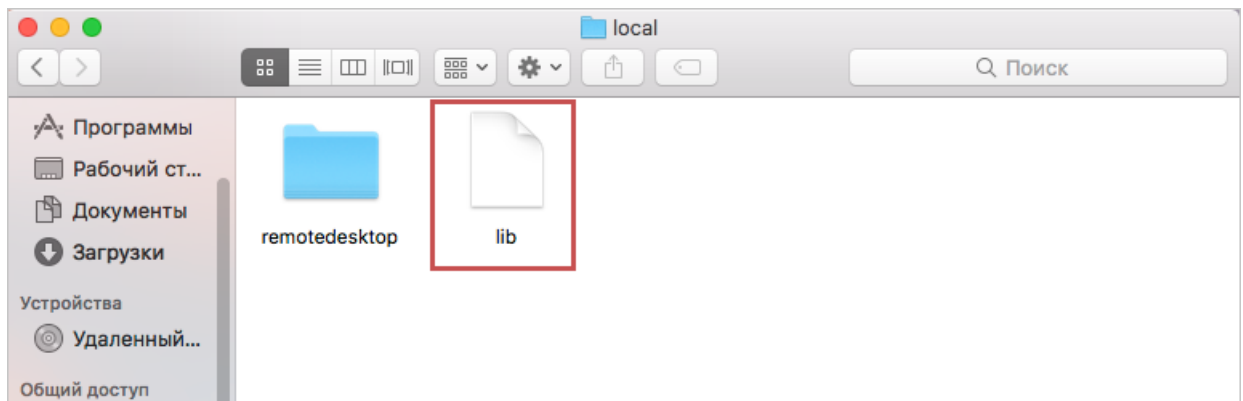 local
Поиск
Программы
Рабочий ст...
Документы
Загрузки
Устройства
Удаленный...
Общий доступ
remotedesktop
lib